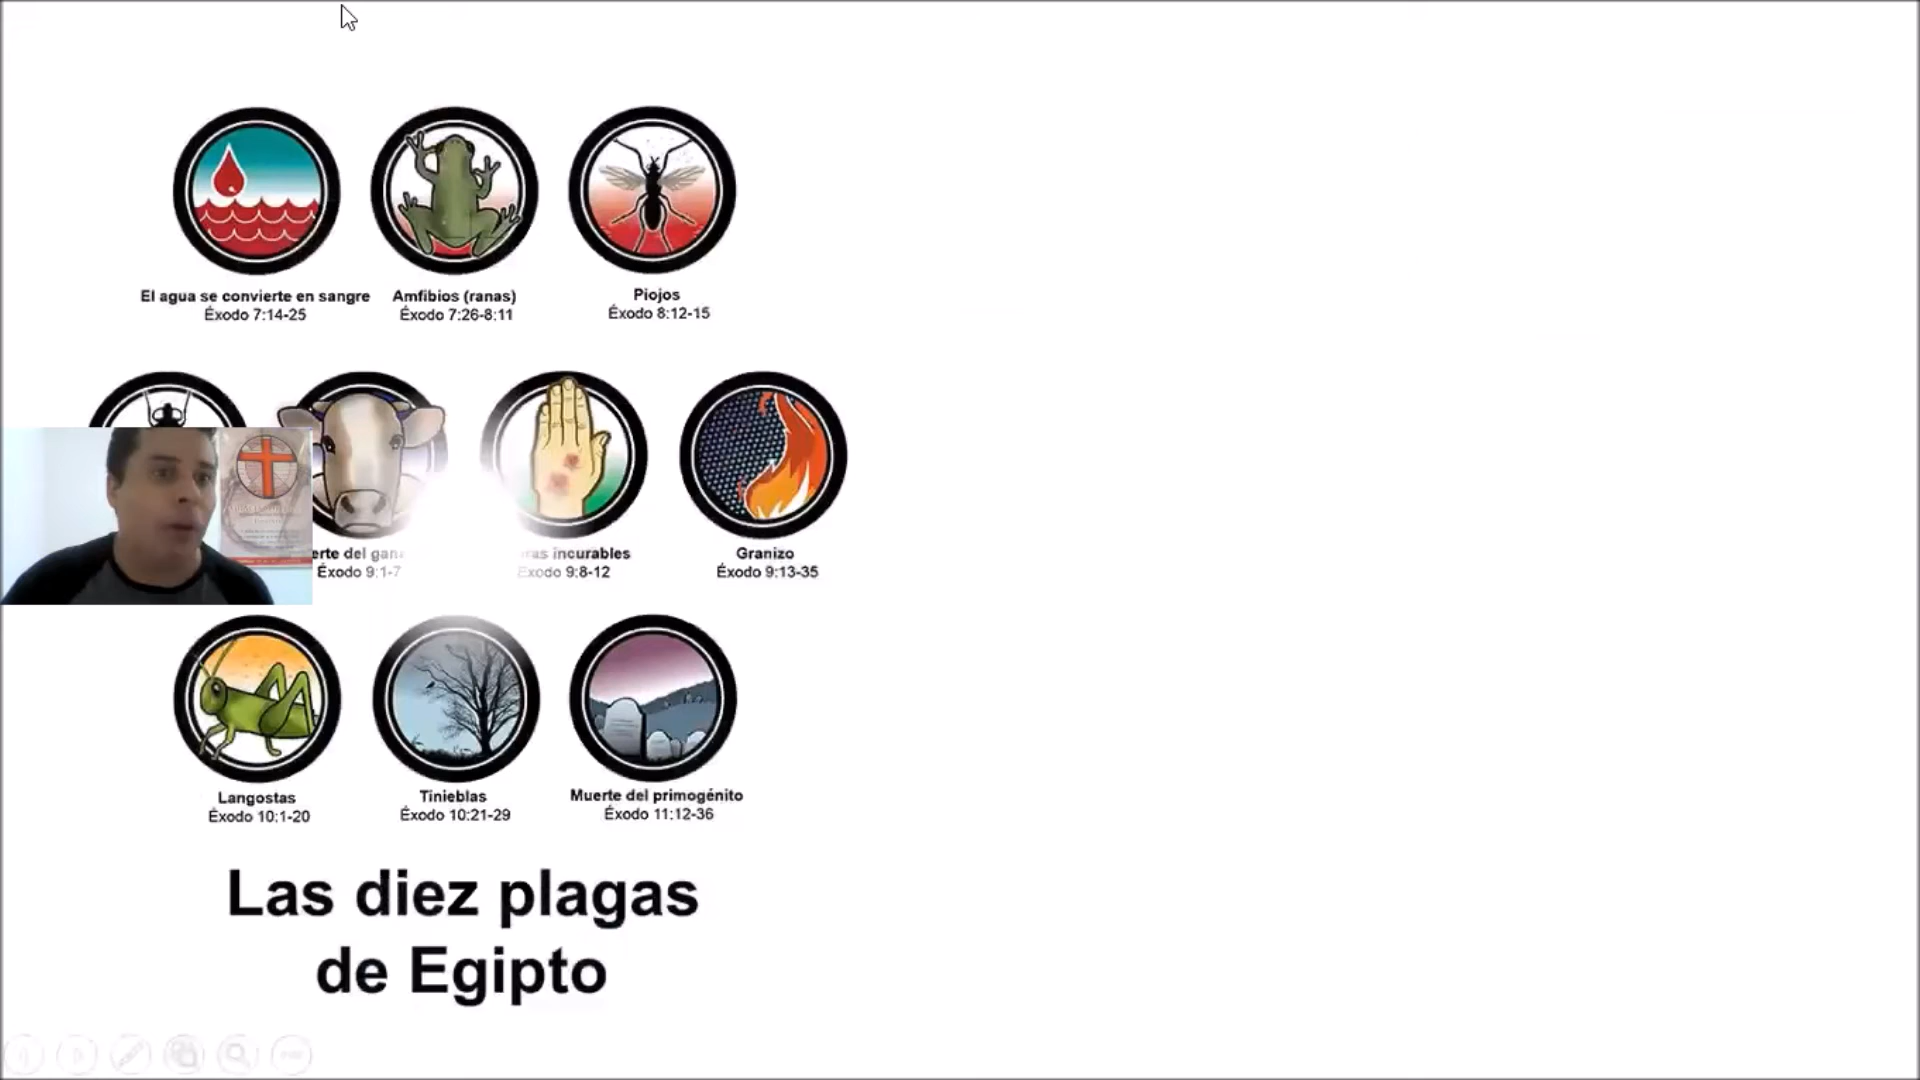 El agua se convierte en sangre
Éxodo 7:14-25
Amfibios (ranas)
Éxodo 7:26-8:11
Piojos
Éxodo 8:12-15
del
Éxodo 9:1-7
incurables
Éxodo 9:8-12
Granizo
Éxodo 9:13-35
Langostas
Éxodo 10:1-20
Tinieblas
Éxodo 10:21-29
Muerte del primogénito
Éxodo 11:12-36
Las diez plagas
de Egipto